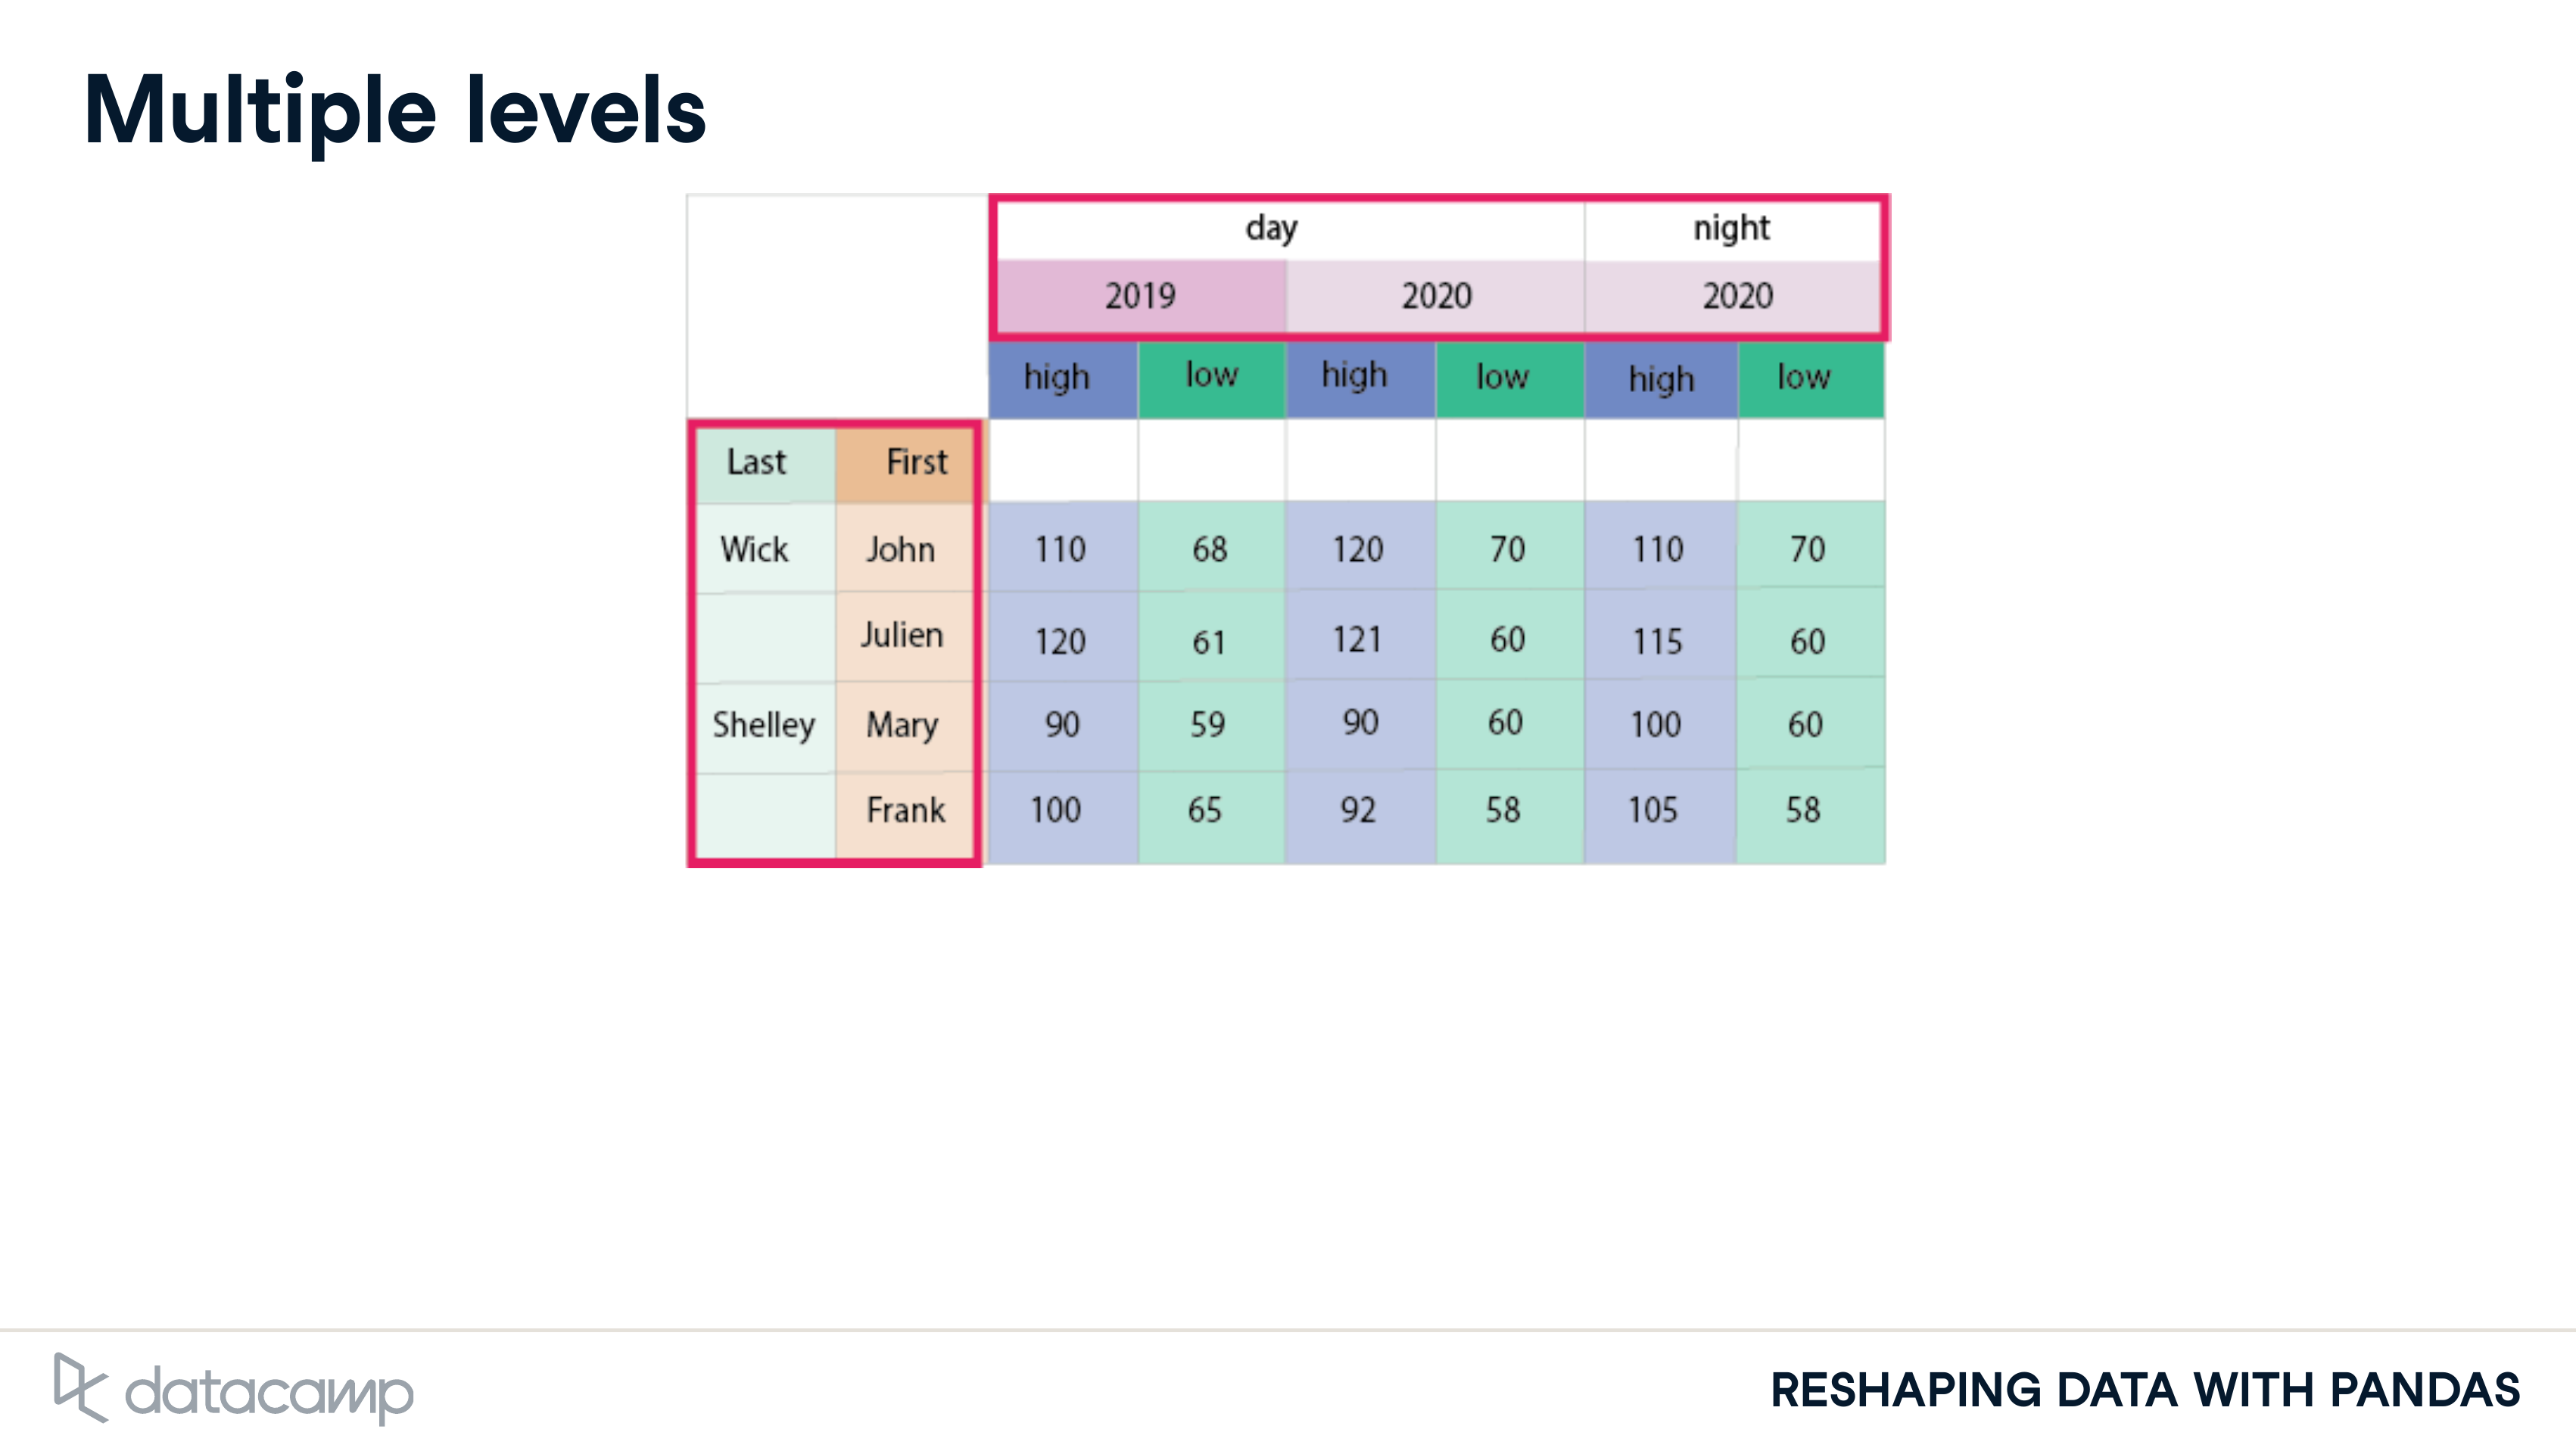 Multiple levels
day night
2019 2020 2020
high low high low high low
Last First
Wick John 110 68 120 70 110 70
Julien 120 61 121 60 115 60
Shelley Mary 90 59 90 60 100 60
Frank 100 65 92 58 105 58
datacamp
RESHAPING DATA WITH PANDAS